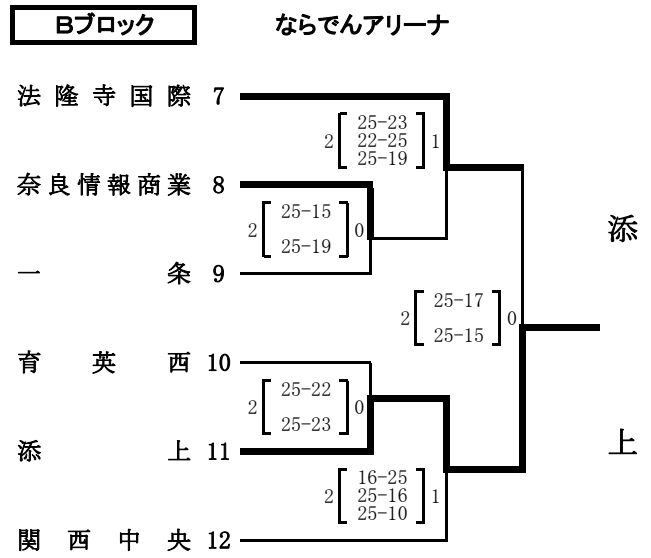 Bブロック ならでんアリーナ
法隆寺国際 7
2 25-23 1
22-25
25-19
奈良情報商業 8
2 25-15 0
25-19
一条 9
添上
2 25-17 0
25-15
育英西 10
2 25-22 0
25-23
添上 11
2 16-25 1
25-16
25-10
関西中央 12